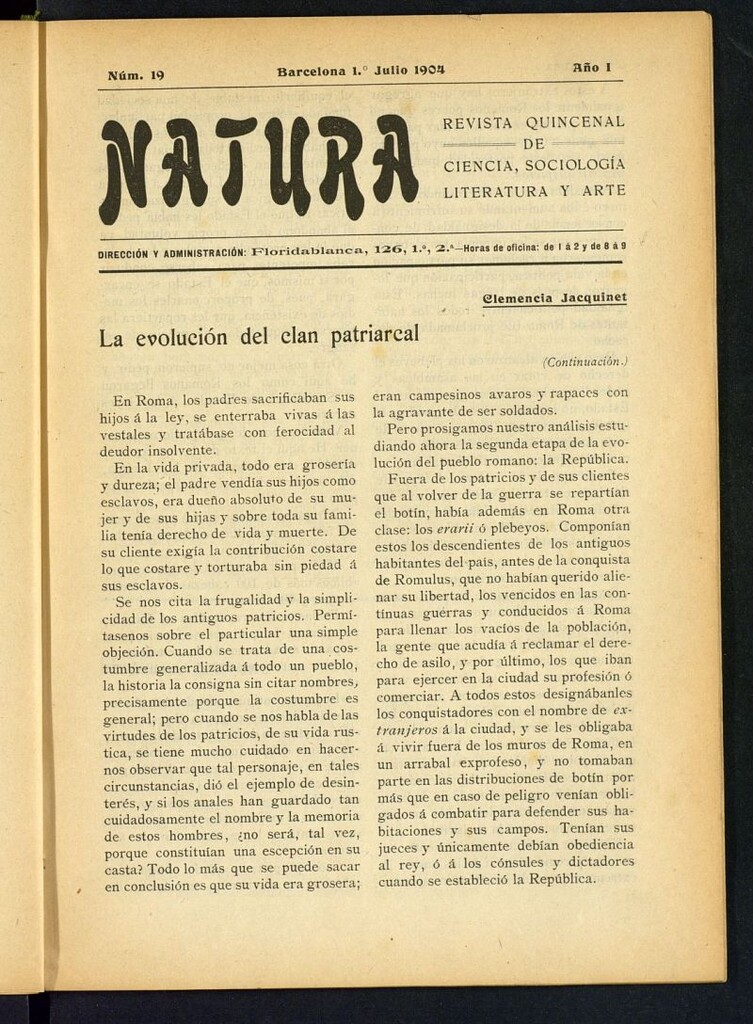 Núm. 19
Barcelona 1.º Julio 1904
Año I
NATURA
REVISTA QUINCENAL
DE
CIENCIA, SOCIOLOGÍA
LITERATURA Y ARTE
DIRECCIÓN Y ADMINISTRACIÓN: Floridablanca, 126, 1.º, 2.ª—Horas de oficina: de 1 á 2 y de 8 á 9
Clemencia Jacquinet
La evolución del clan patriarcal
(Continuación.)
En Roma, los padres sacrificaban sus
hijos á la ley, se enterraba vivas á las
vestales y tratábase con ferocidad al
deudor insolvente.
En la vida privada, todo era grosería
y dureza; el padre vendía sus hijos como
esclavos, era dueño absoluto de su mu-
jer y de sus hijas y sobre toda su fami-
lia tenía derecho de vida y muerte. De
su cliente exigía la contribución costare
lo que costare y torturaba sin piedad á
sus esclavos.
Se nos cita la frugalidad y la simpli-
cidad de los antiguos patricios. Permí-
tasenos sobre el particular una simple
objeción. Cuando se trata de una cos-
tumbre generalizada á todo un pueblo,
la historia la consigna sin citar nombres,
precisamente porque la costumbre es
general; pero cuando se nos habla de las
virtudes de los patricios, de su vida rus-
tica, se tiene mucho cuidado en hacer-
nos observar que tal personaje, en tales
circunstancias, dió el ejemplo de desin-
terés, y si los anales han guardado tan
cuidadosamente el nombre y la memoria
de estos hombres, ¿no será, tal vez,
porque constituían una escepción en su
casta? Todo lo más que se puede sacar
en conclusión es que su vida era grosera;
eran campesinos avaros y rapaces con
la agravante de ser soldados.
Pero prosigamos nuestro análisis estu-
diando ahora la segunda etapa de la evo-
lución del pueblo romano: la República.
Fuera de los patricios y de sus clientes
que al volver de la guerra se repartían
el botín, había además en Roma otra
clase: los erarii ó plebeyos. Componían
estos los descendientes de los antiguos
habitantes del país, antes de la conquista
de Romulus, que no habían querido alie-
nar su libertad, los vencidos en las con-
tínuas guerras y conducidos á Roma
para llenar los vacíos de la población,
la gente que acudía á reclamar el dere-
cho de asilo, y por último, los que iban
para ejercer en la ciudad su profesión ó
comerciar. A todos estos designábanles
los conquistadores con el nombre de ex-
tranjeros á la ciudad, y se les obligaba
á vivir fuera de los muros de Roma, en
un arrabal exprofeso, y no tomaban
parte en las distribuciones de botín por
más que en caso de peligro venían obli-
gados á combatir para defender sus ha-
bitaciones y sus campos. Tenían sus
jueces y únicamente debían obediencia
al rey, ó á los cónsules y dictadores
cuando se estableció la República.